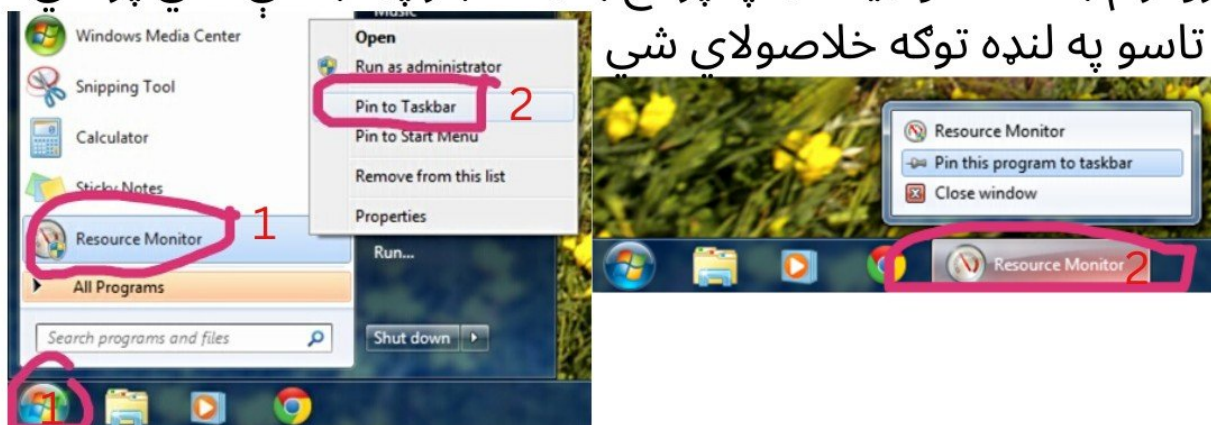 تاسو په لنډه توګه خلاصولاي شي
Music
Windows Media Center
Snipping Tool
Calculator
Sticky Notes
Resource Monitor
1
All Programs
Search programs and files
Open
Run as administrator
Pin to Taskbar
2
Pin to Start Menu
Remove from this list
Properties
Run...
Shut down
1
Resource Monitor
Pin this program to taskbar
Close window
Resource Monitor
2